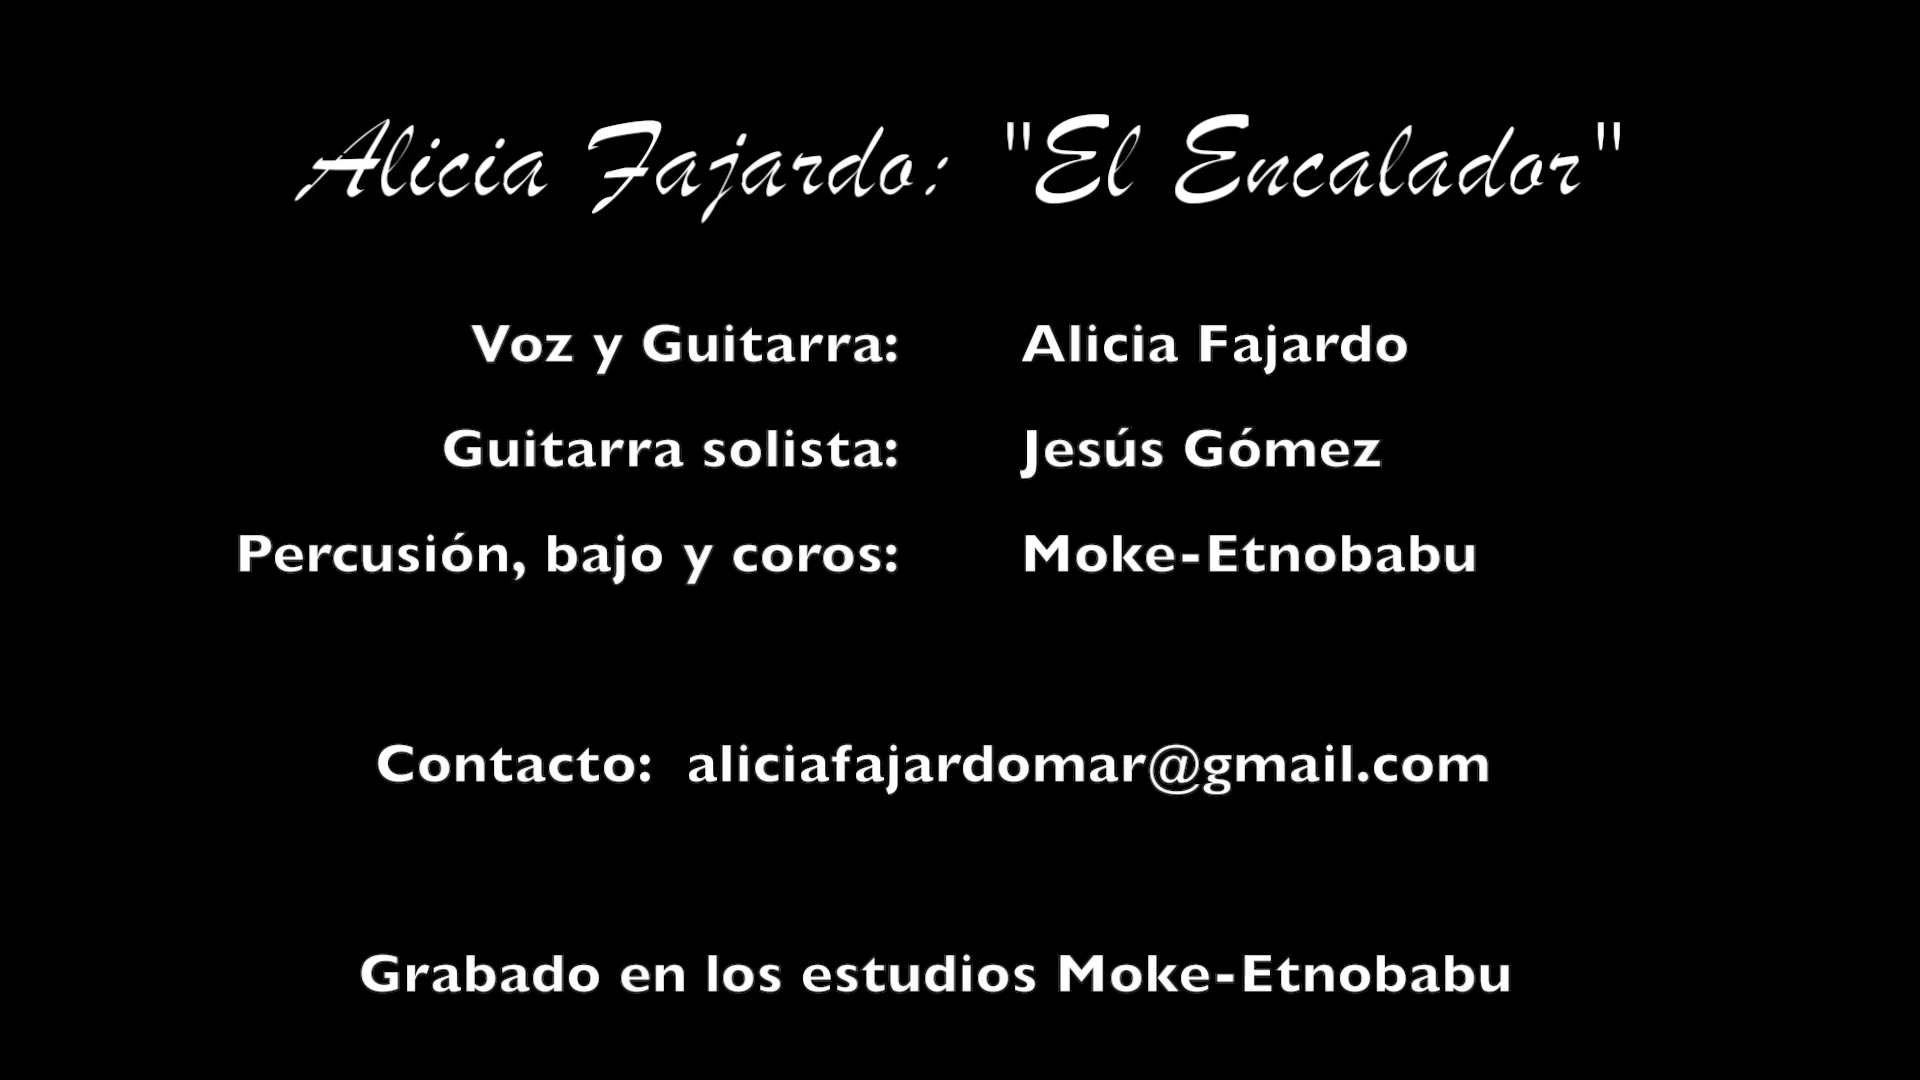 Alicia Fajardo: "El Encalador"
Voz y Guitarra: Alicia Fajardo
Guitarra solista: Jesús Gómez
Percusión, bajo y coros: Moke-Etnobabu
Contacto: aliciafajardomar@gmail.com
Grabado en los estudios Moke-Etnobabu